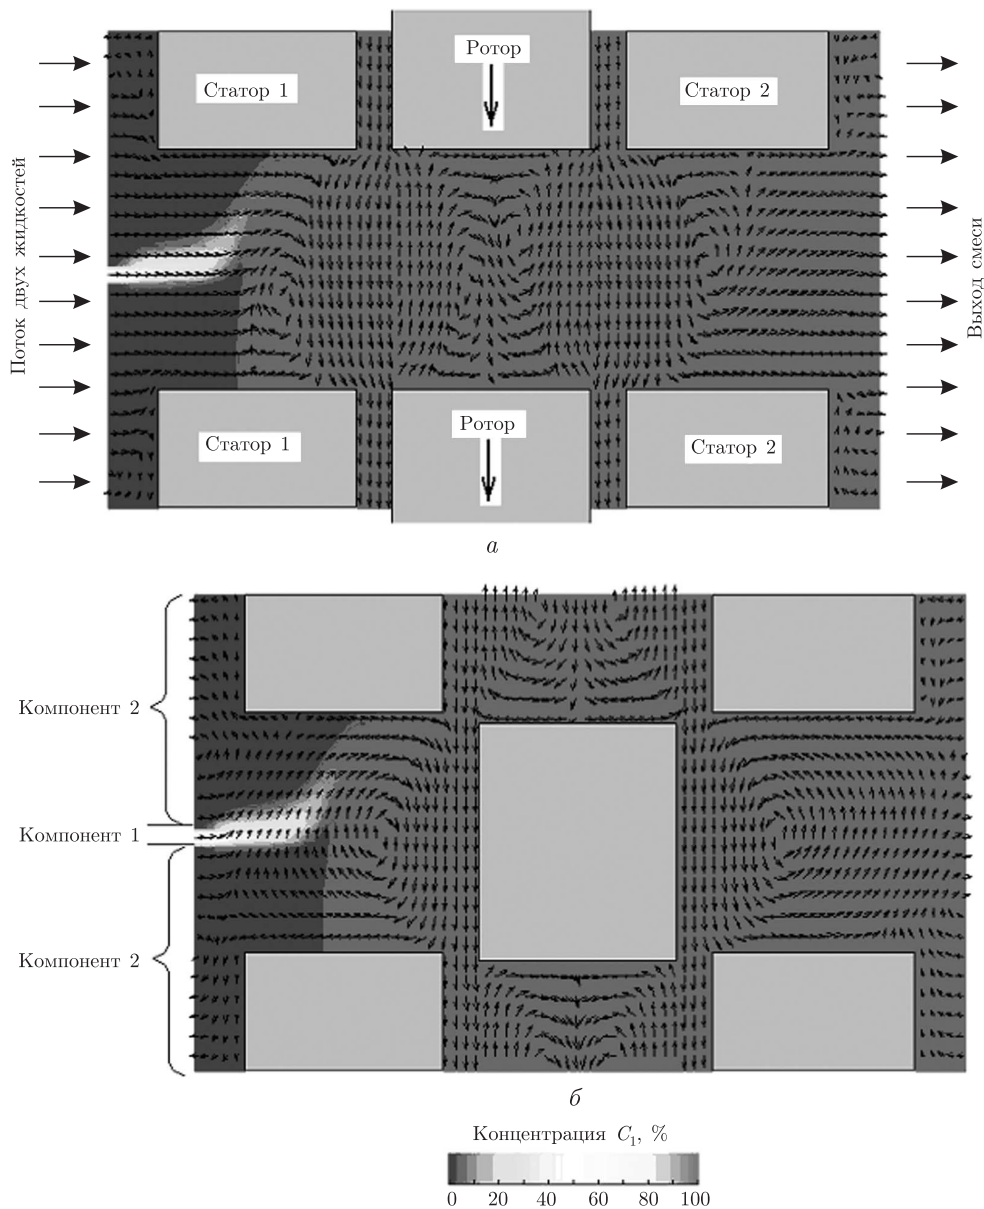 Ротор
Статор 1
Статор 2
Поток двух жидкостей
Выход смеси
Ротор
Статор 1
Статор 2
а
Компонент 2
Компонент 1
Компонент 2
б
Концентрация C₁, %
0 20 40 60 80 100